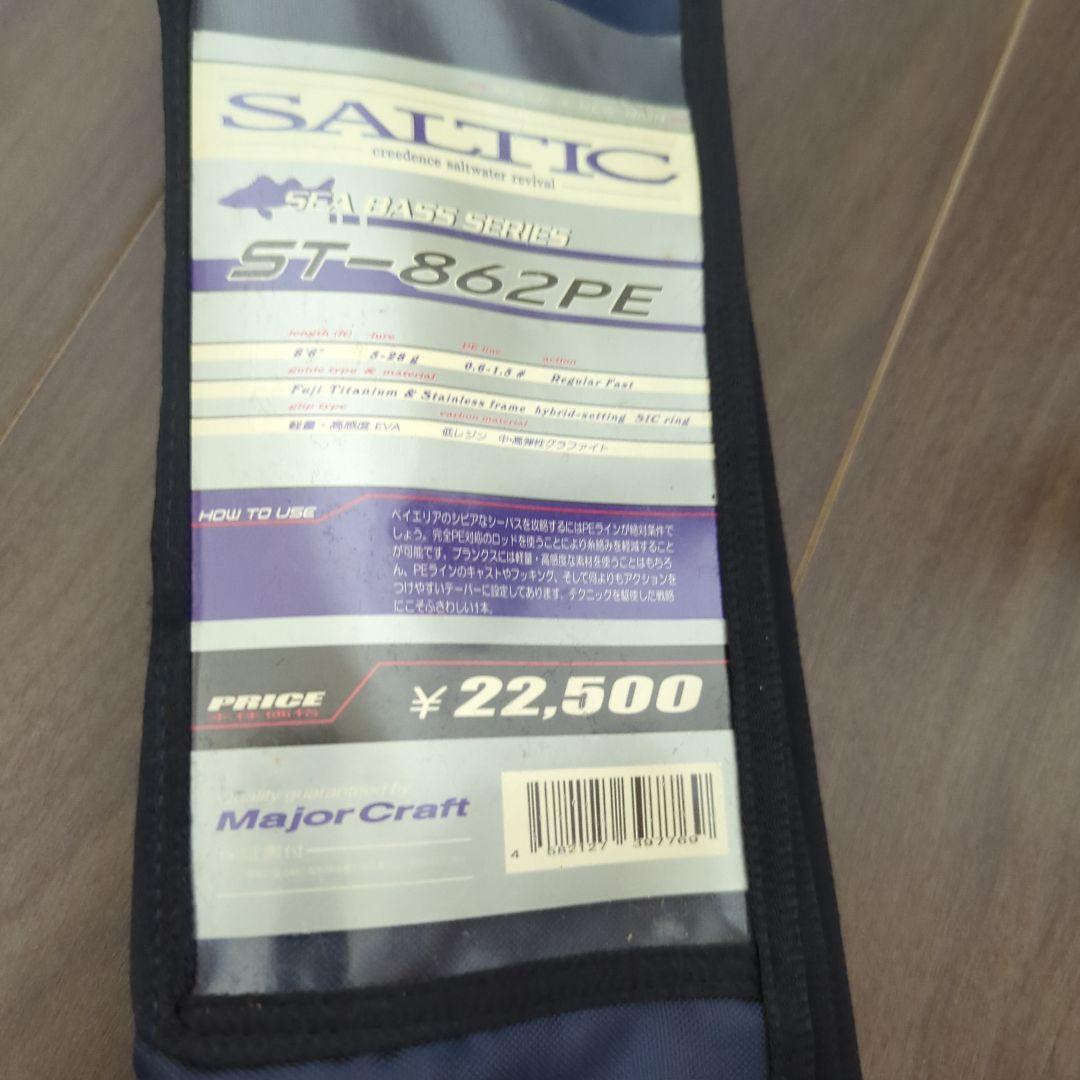 SALTIC
creedence saltwater revival
SEA BASS SERIES
ST-862PE
length (ft) lure PE line action
8'6" 5-28 g 0.6-1.5 # Regular Fast
guide type & material
Fuji Titanium & Stainless frame hybrid-setting SIC ring
glip type carbon material
軽量・高感度 EVA 低レジン 中・高弾性グラファイト
HOW TO USE
ベイエリアのシビアなシーバスを攻略するにはPEラインが絶対条件で
しょう。完全PE対応のロッドを使うことにより糸絡みを軽減すること
が可能です。ブランクスには軽量・高感度な素材を使うことはもちろ
ん、PEラインのキャストやフッキング、そして何よりもアクションを
つけやすいテーパーに設定してあります。テクニックを駆使した戦略
にこそふさわしい1本。
PRICE ¥22,500
本体価格
Quality guaranteed by
Major Craft
4 582127 397769